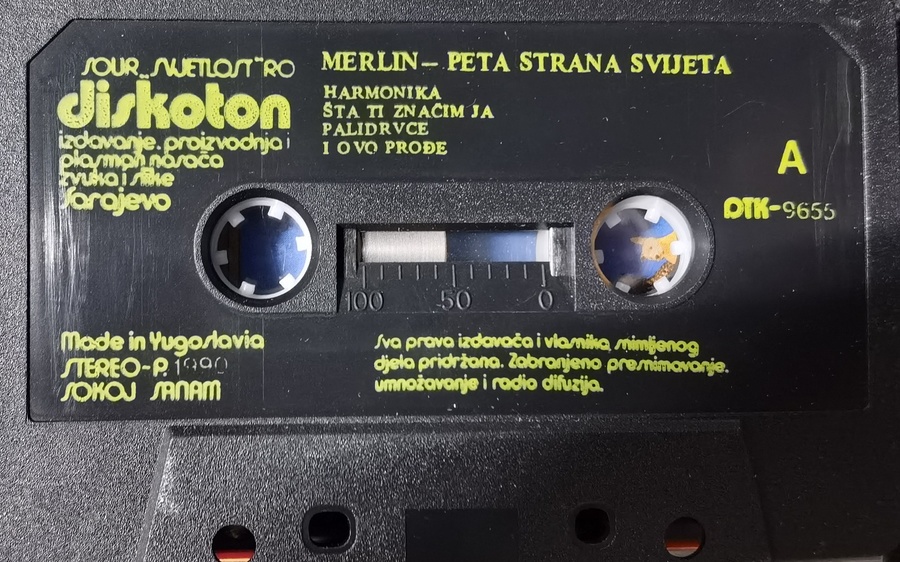 SOUR „SVJETLOST” RO
diskoton
izdavanje, proizvodnja i
plasman nosača
zvuka i slike
Sarajevo
MERLIN – PETA STRANA SVIJETA
HARMONIKA
ŠTA TI ZNAČIM JA
PALIDRVCE
I OVO PROĐE
A
DTK-9655
100 50 0
Made in Yugoslavia
STEREO-P. 1990
SOKOJ SANAM
Sva prava izdavača i vlasnika snimljenog
djela pridržana. Zabranjeno presnimavanje,
umnožavanje i radio difuzija.